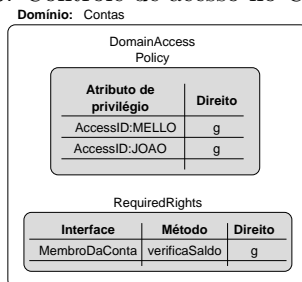 Domínio: Contas
DomainAccess
Policy
Atributo de
privilégio
Direito
AccessID:MELLO g
AccessID:JOAO g
RequiredRights
Interface Método Direito
MembroDaConta verificaSaldo g